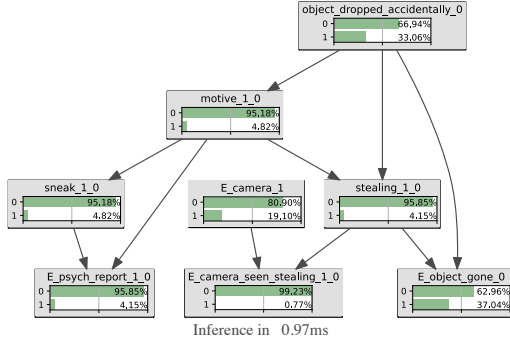 object_dropped_accidentally_0
0 66,94%
1 33,06%
motive_1_0
0 95,18%
1 4,82%
sneak_1_0
0 95,18%
1 4,82%
E_camera_1
0 80,90%
1 19,10%
stealing_1_0
0 95,85%
1 4,15%
E_psych_report_1_0
0 95,85%
1 4,15%
E_camera_seen_stealing_1_0
0 99,23%
1 0,77%
E_object_gone_0
0 62,96%
1 37,04%
Inference in 0.97ms